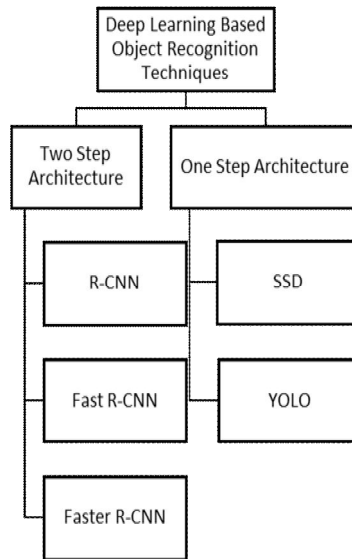 Deep Learning Based
Object Recognition
Techniques
Two Step
Architecture
One Step Architecture
R-CNN
SSD
Fast R-CNN
YOLO
Faster R-CNN